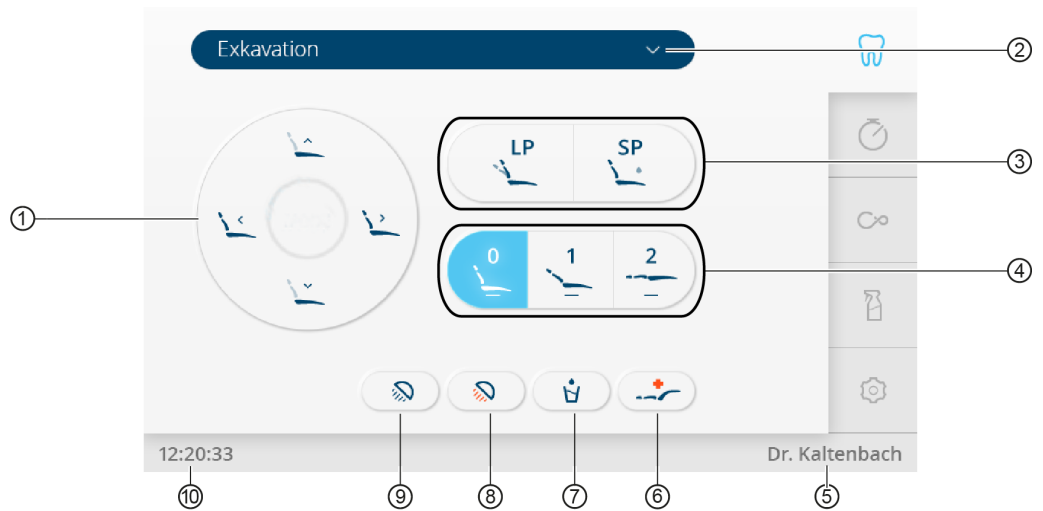 Exkavation
②
LP SP
③
①
0 1 2
④
12:20:33
Dr. Kaltenbach
⑩ ⑨ ⑧ ⑦ ⑥ ⑤